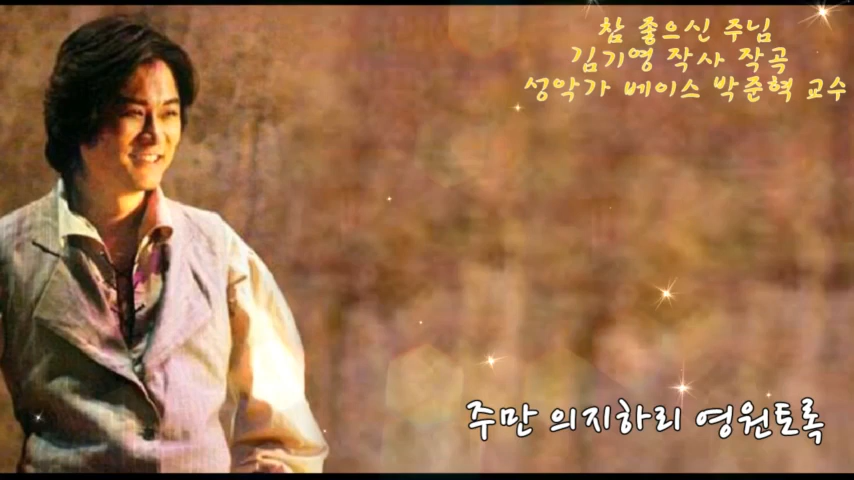 참 좋으신 주님
김기영 작사 작곡
성악가 베이스 박준혁 교수
주만 의지하리 영원토록